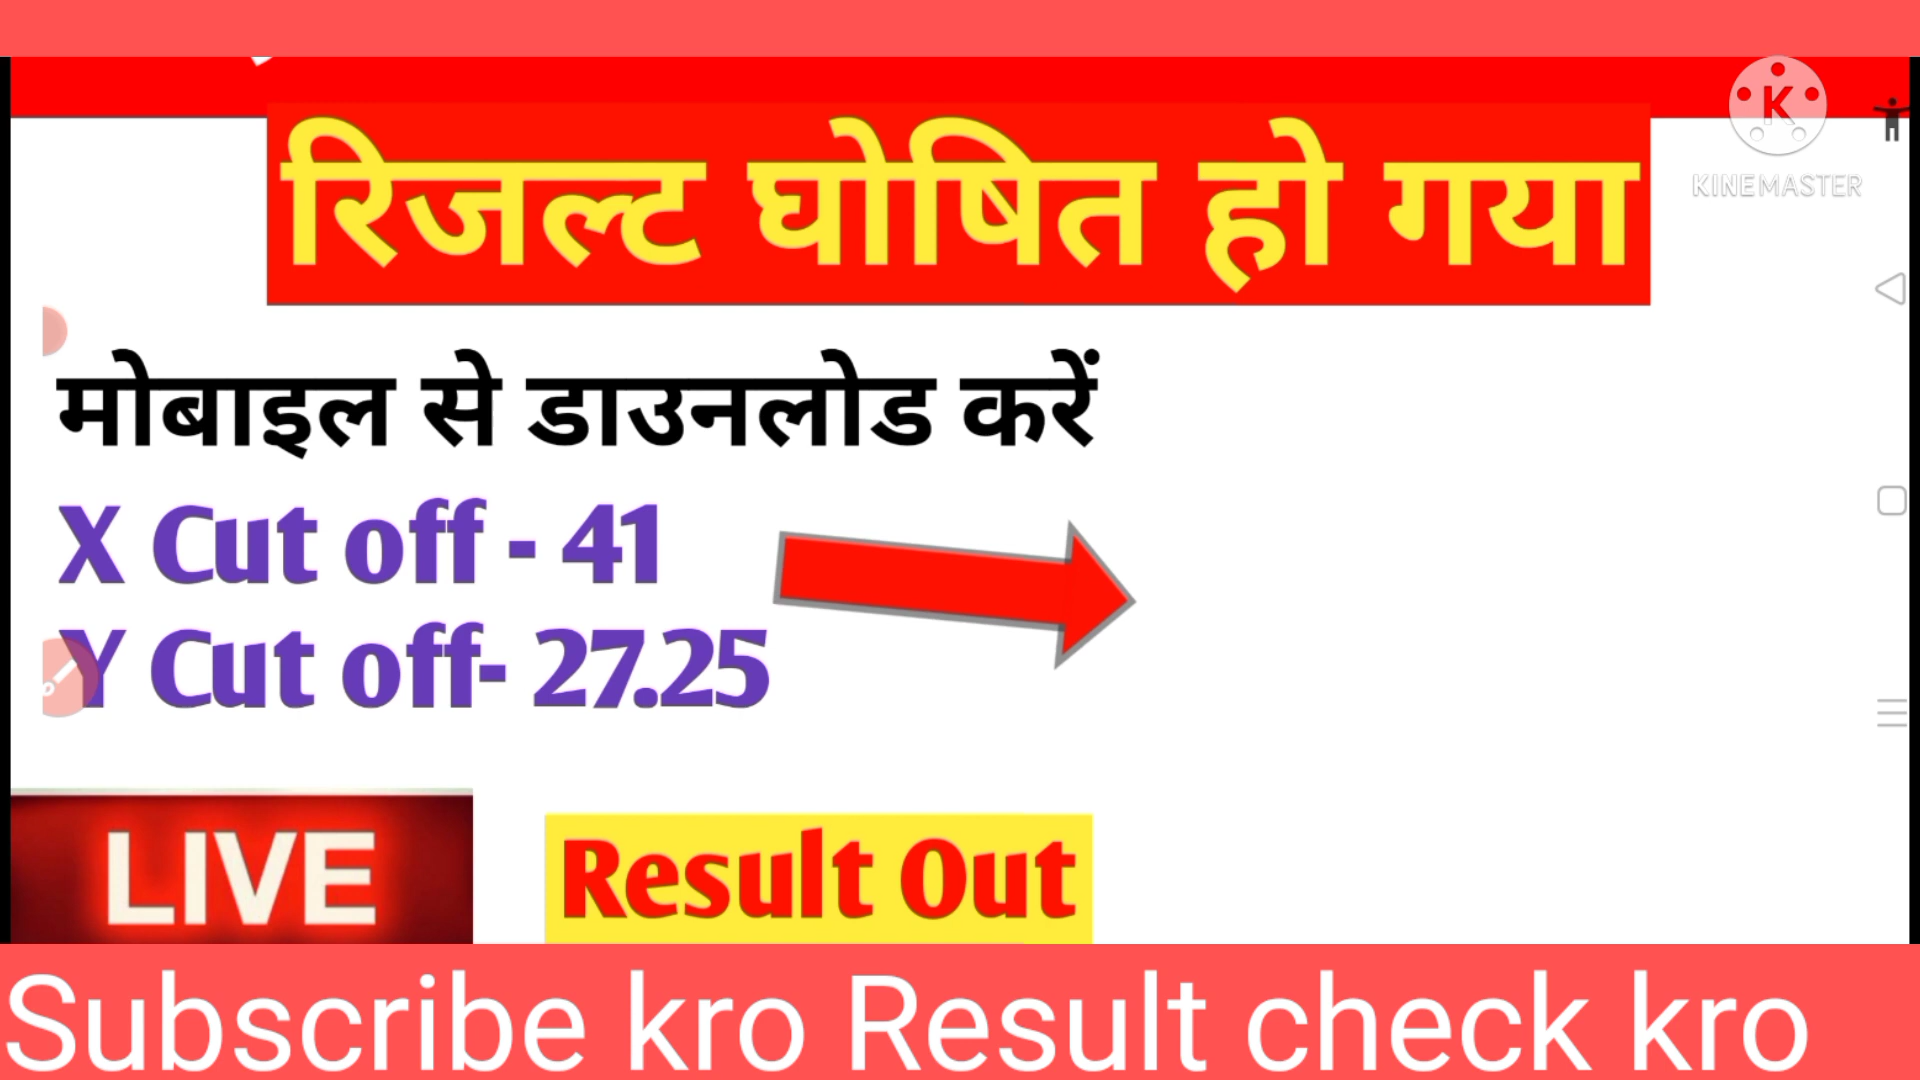 रिजल्ट घोषित हो गया
K
KINEMASTER
मोबाइल से डाउनलोड करें
X Cut off - 41
Y Cut off- 27.25
LIVE
Result Out
Subscribe kro Result check kro